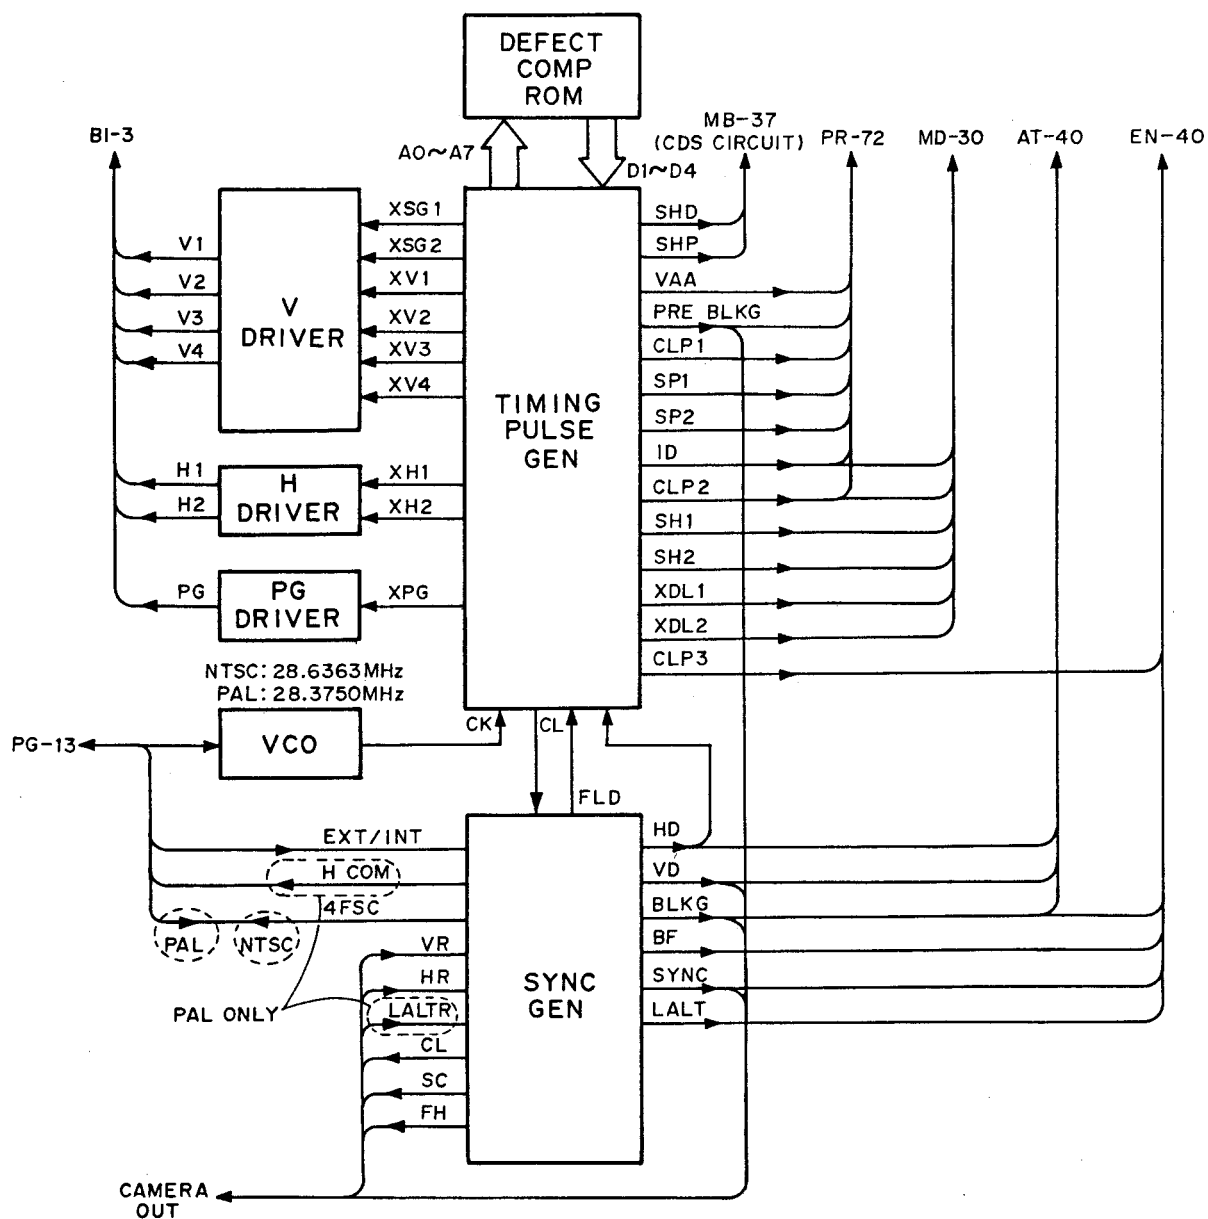 DEFECT
COMP
ROM
BI-3
A0~A7
D1~D4
MB-37
(CDS CIRCUIT)
PR-72
MD-30
AT-40
EN-40
V1
V2
V3
V4
V
DRIVER
XSG1
XSG2
XV1
XV2
XV3
XV4
H1
H2
H
DRIVER
XH1
XH2
PG
PG
DRIVER
XPG
TIMING
PULSE
GEN
SHD
SHP
VAA
PRE BLKG
CLP1
SP1
SP2
ID
CLP2
SH1
SH2
XDL1
XDL2
CLP3
NTSC: 28.6363MHz
PAL: 28.3750MHz
PG-13
VCO
CK
CL
FLD
EXT/INT
H COM
4FSC
PAL
NTSC
VR
HR
PAL ONLY
LALTR
CL
SC
FH
SYNC
GEN
HD
VD
BLKG
BF
SYNC
LALT
CAMERA
OUT